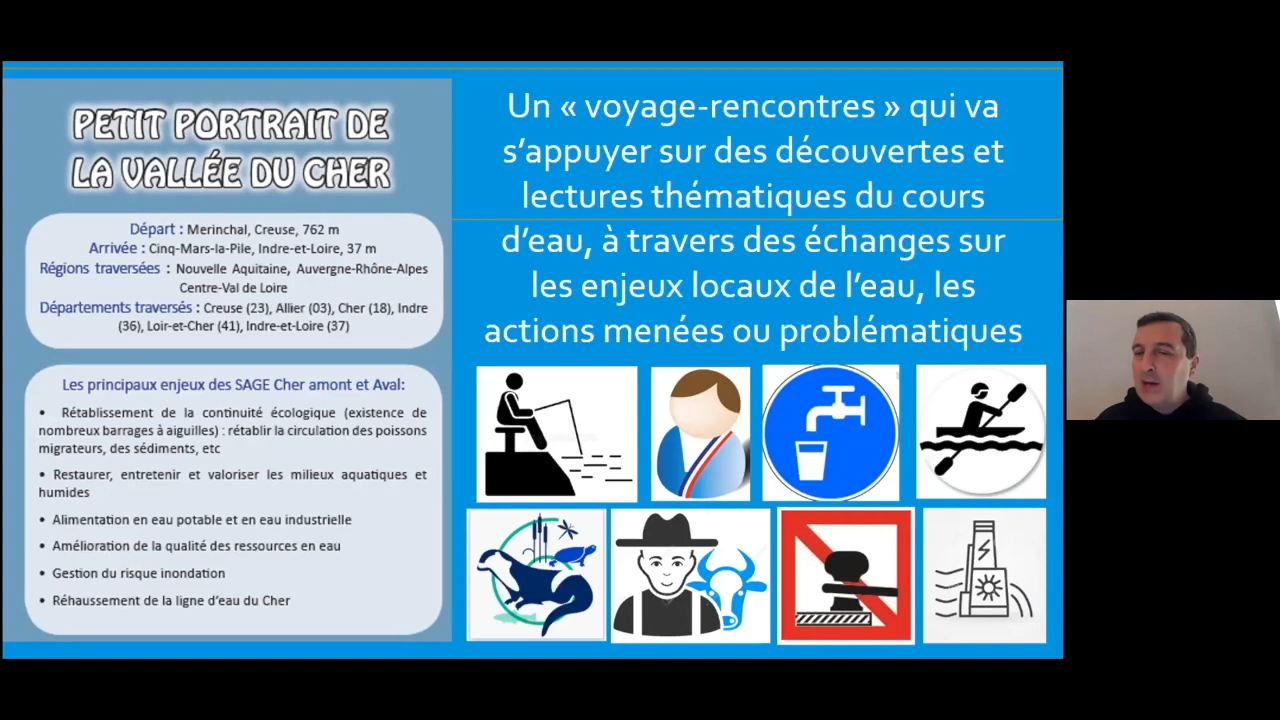 PETIT PORTRAIT DE
LA VALLÉE DU CHER
Départ : Merinchal, Creuse, 762 m
Arrivée : Cinq-Mars-la-Pile, Indre-et-Loire, 37 m
Régions traversées : Nouvelle Aquitaine, Auvergne-Rhône-Alpes
Centre-Val de Loire
Départements traversés : Creuse (23), Allier (03), Cher (18), Indre
(36), Loir-et-Cher (41), Indre-et-Loire (37)
Les principaux enjeux des SAGE Cher amont et Aval:
• Rétablissement de la continuité écologique (existence de
nombreux barrages à aiguilles) : rétablir la circulation des poissons
migrateurs, des sédiments, etc
• Restaurer, entretenir et valoriser les milieux aquatiques et
humides
• Alimentation en eau potable et en eau industrielle
• Amélioration de la qualité des ressources en eau
• Gestion du risque inondation
• Réhaussement de la ligne d'eau du Cher
Un « voyage-rencontres » qui va
s'appuyer sur des découvertes et
lectures thématiques du cours
d'eau, à travers des échanges sur
les enjeux locaux de l'eau, les
actions menées ou problématiques